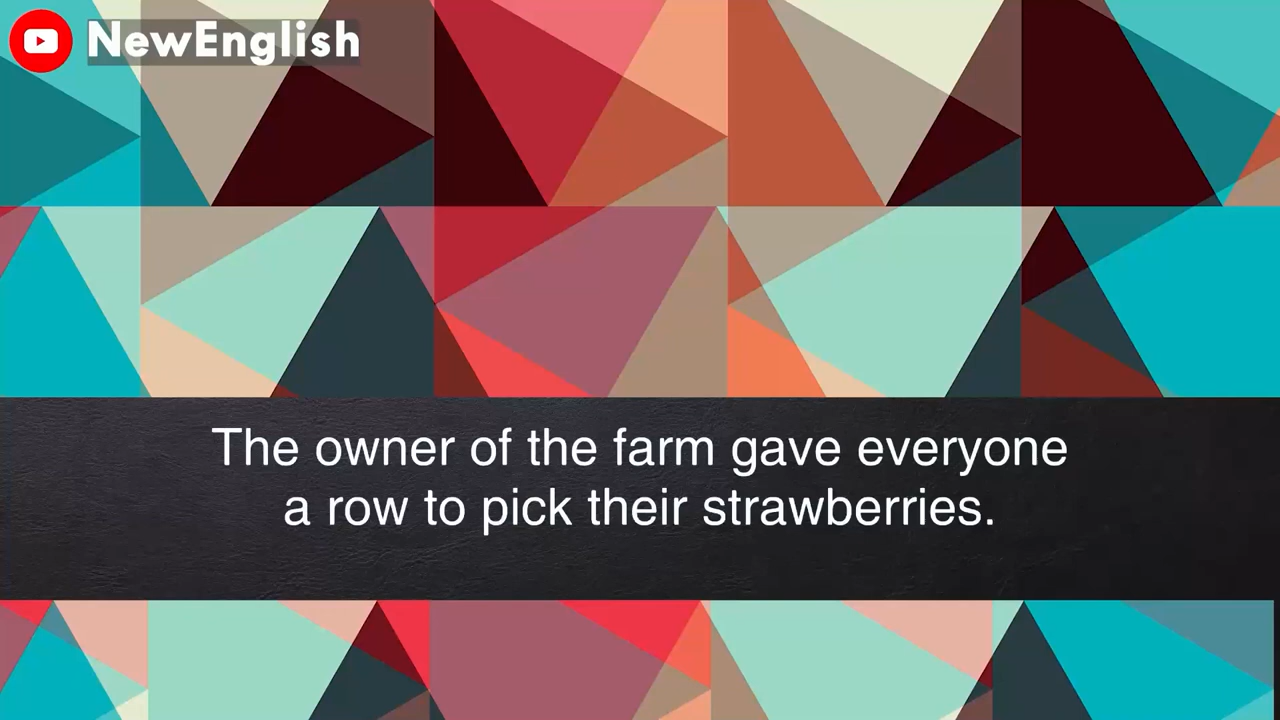 NewEnglish
The owner of the farm gave everyone
a row to pick their strawberries.